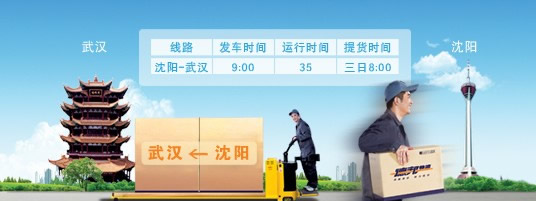 武汉
沈阳
线路 发车时间 运行时间 提货时间
沈阳-武汉 9:00 35 三日8:00
武汉 ← 沈阳